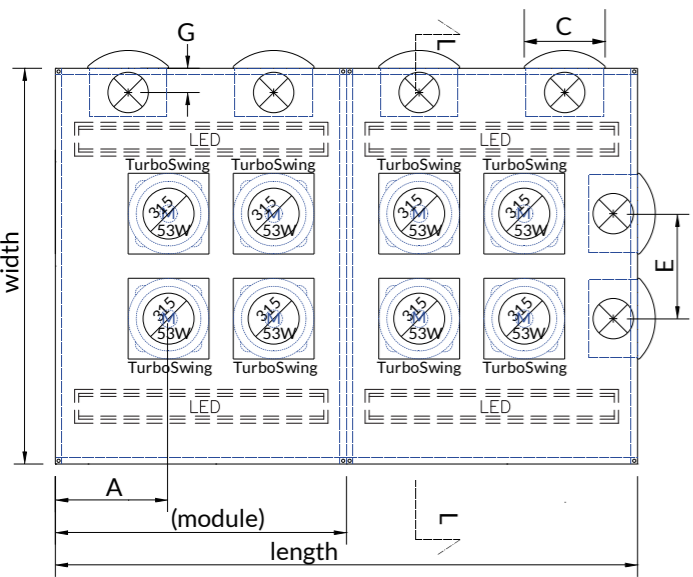 G
L
C
LED LED
TurboSwing TurboSwing TurboSwing TurboSwing
315 315 315 315
M M M M
53W 53W 53W 53W
width
E
315 315 315 315
M M M M
53W 53W 53W 53W
TurboSwing TurboSwing TurboSwing TurboSwing
LED LED
A
L
(module)
length